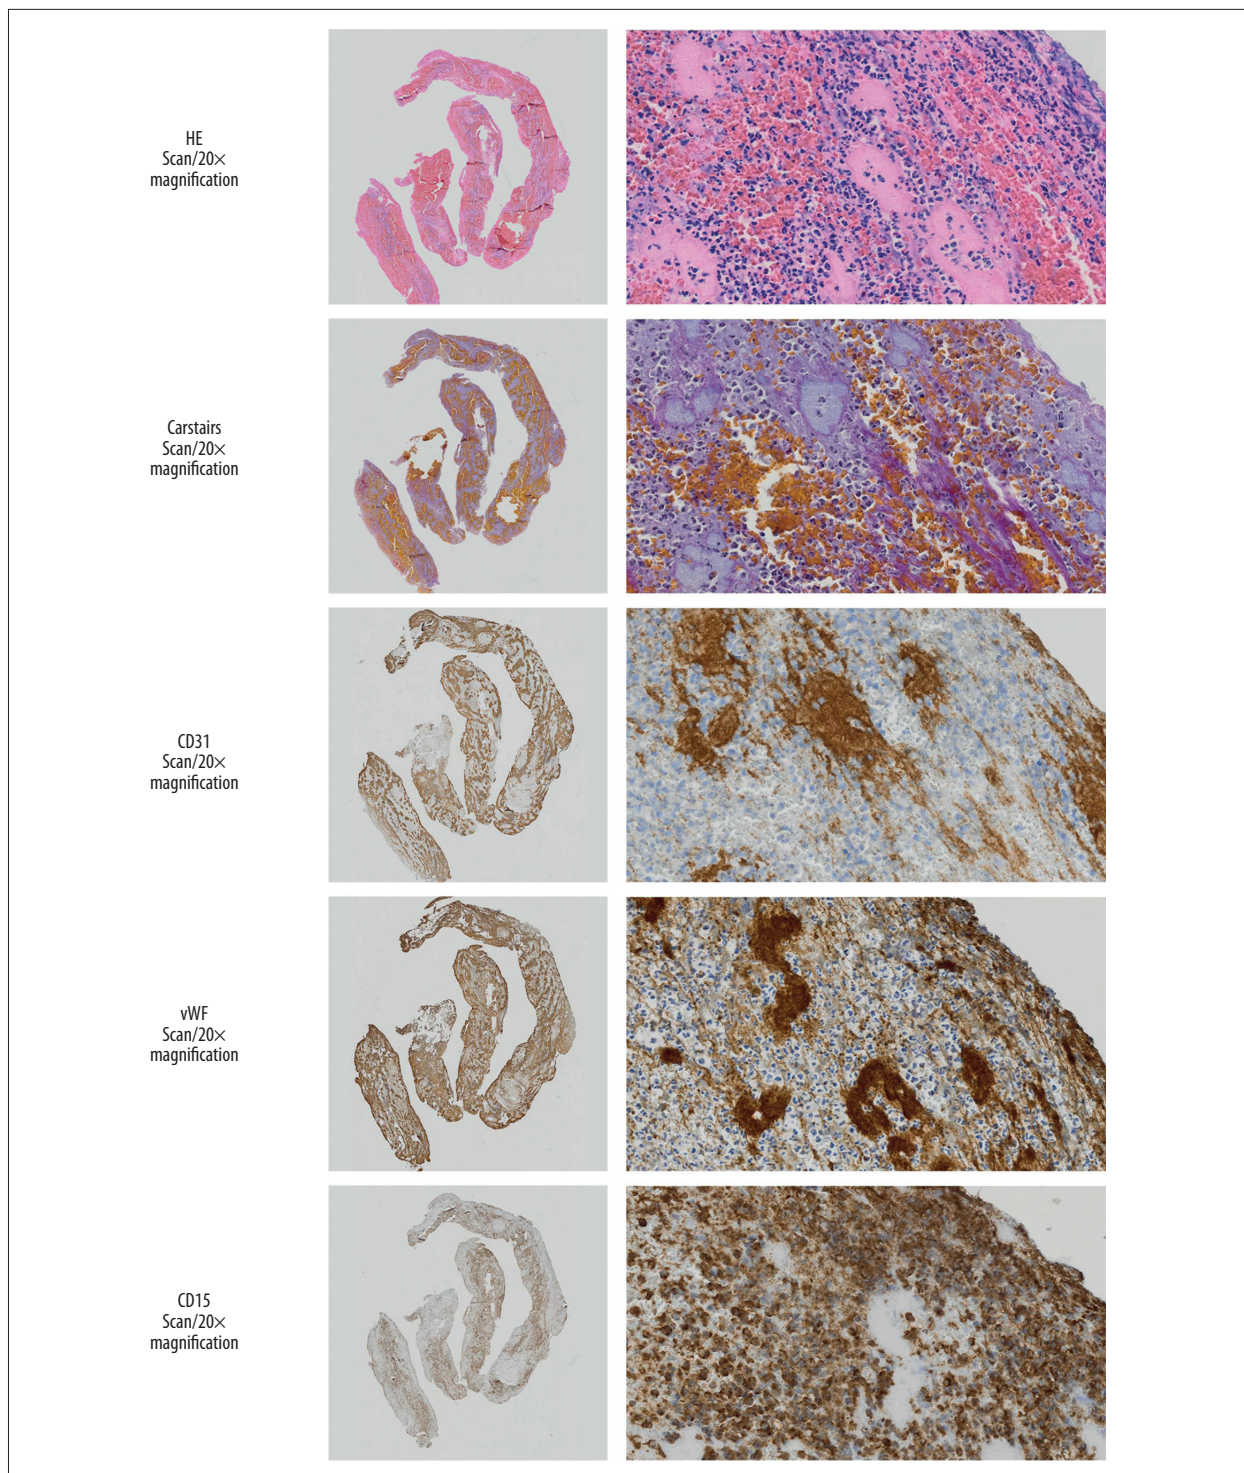 HE
Scan/20×
magnification
Carstairs
Scan/20×
magnification
CD31
Scan/20×
magnification
vWF
Scan/20×
magnification
CD15
Scan/20×
magnification